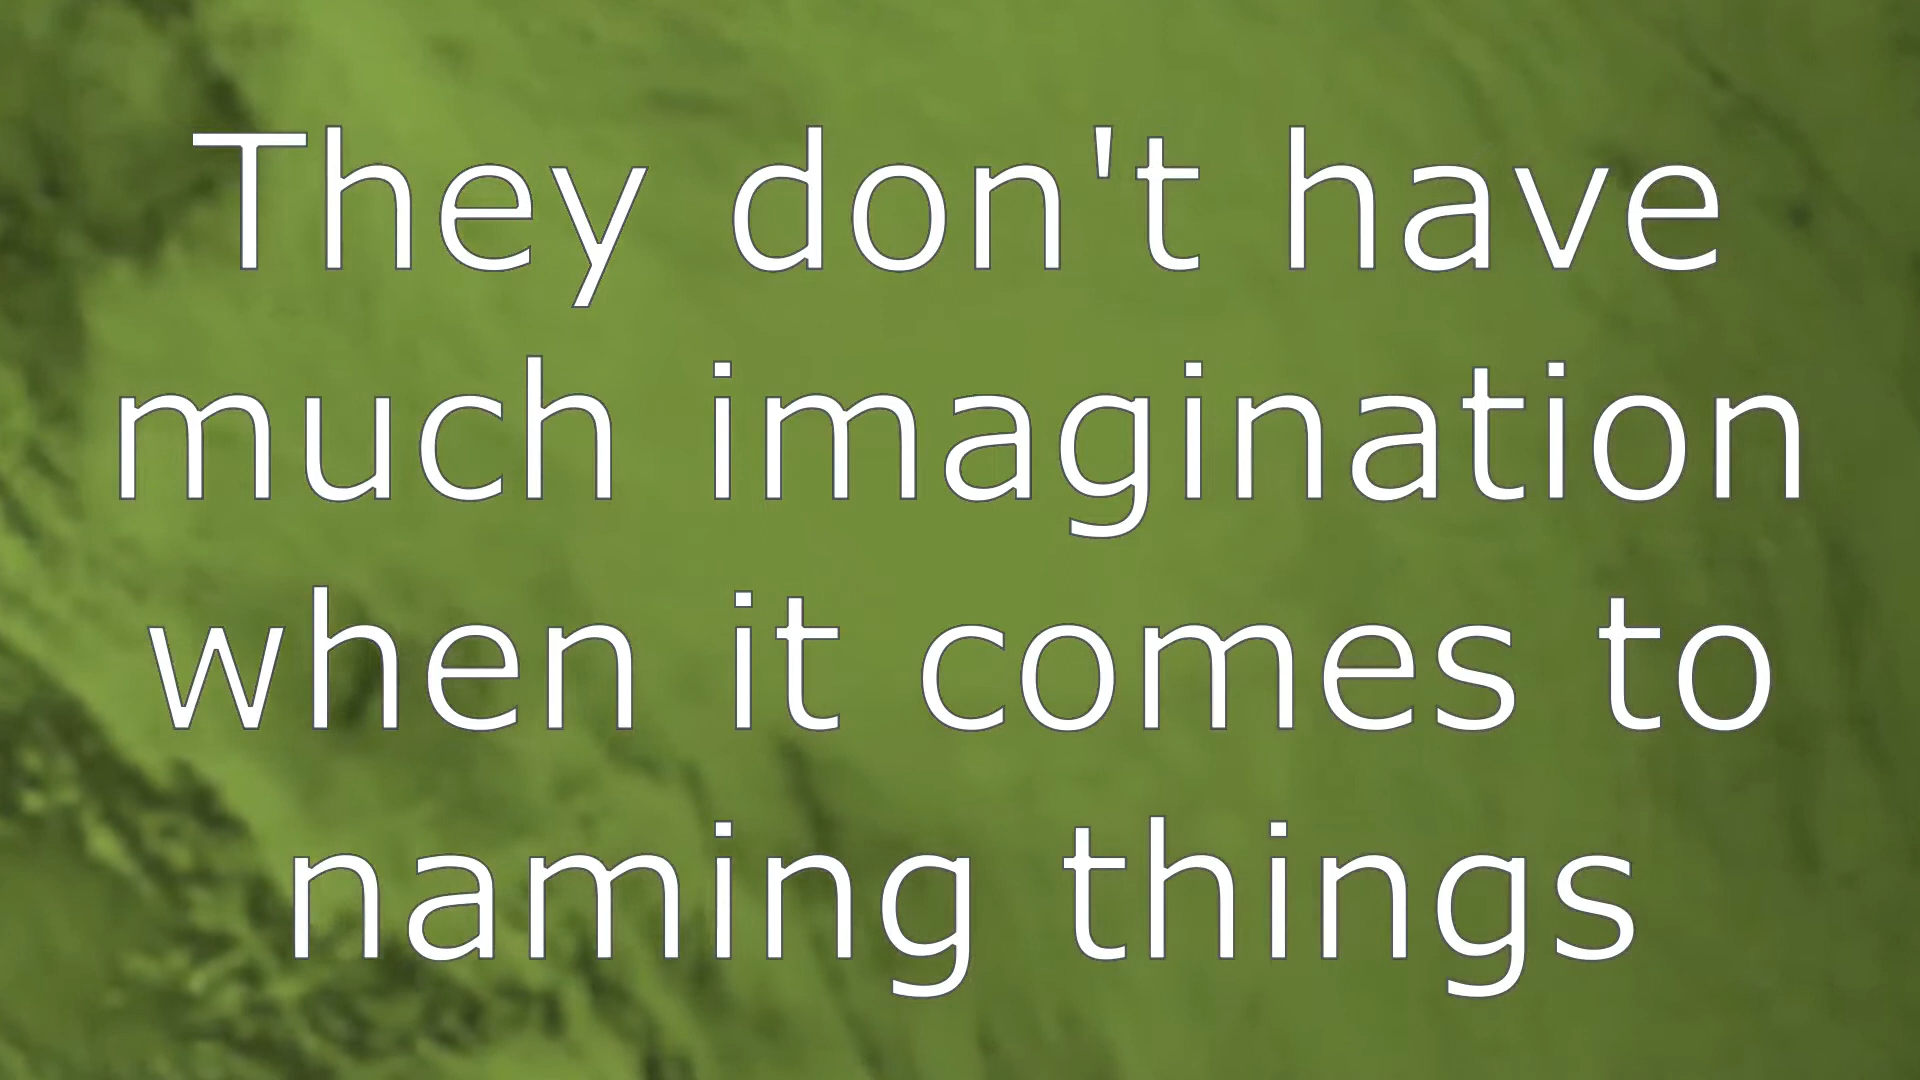 They don't have
much imagination
when it comes to
naming things